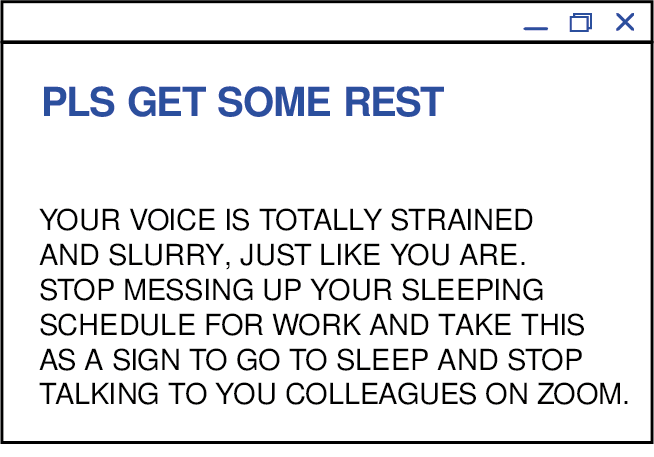 PLS GET SOME REST
YOUR VOICE IS TOTALLY STRAINED
AND SLURRY, JUST LIKE YOU ARE.
STOP MESSING UP YOUR SLEEPING
SCHEDULE FOR WORK AND TAKE THIS
AS A SIGN TO GO TO SLEEP AND STOP
TALKING TO YOU COLLEAGUES ON ZOOM.